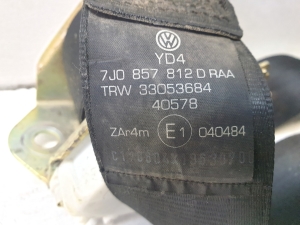 YD4
7J0 857 812 D RAA
TRW 33053684
40578
ZAr4m E1 040484